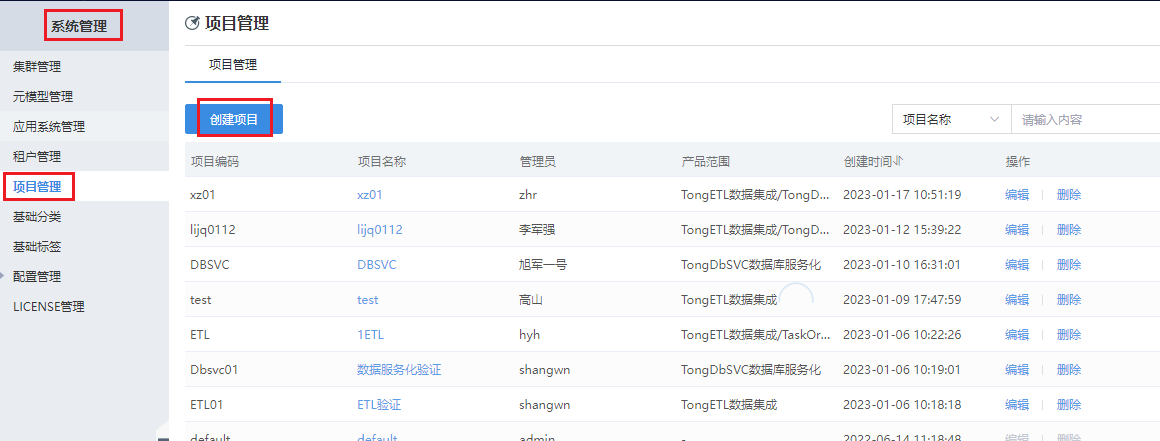 系统管理
集群管理
元模型管理
应用系统管理
租户管理
项目管理
基础分类
基础标签
配置管理
LICENSE管理
项目管理
项目管理
创建项目
项目名称 请输入内容
项目编码 项目名称 管理员 产品范围 创建时间 操作
xz01 xz01 zhr TongETL数据集成/TongD... 2023-01-17 10:51:19 编辑 删除
lijq0112 lijq0112 李军强 TongETL数据集成/TongD... 2023-01-12 15:39:22 编辑 删除
DBSVC DBSVC 旭军一号 TongDbSVC数据库服务化 2023-01-10 16:31:01 编辑 删除
test test 高山 TongETL数据集成 2023-01-09 17:47:59 编辑 删除
ETL 1ETL hyh TongETL数据集成/TaskOr... 2023-01-06 10:22:26 编辑 删除
Dbsvc01 数据服务化验证 shangwn TongDbSVC数据库服务化 2023-01-06 10:19:01 编辑 删除
ETL01 ETL验证 shangwn TongETL数据集成 2023-01-06 10:18:18 编辑 删除
default default admin - 2022-06-14 11:18:48 编辑 删除